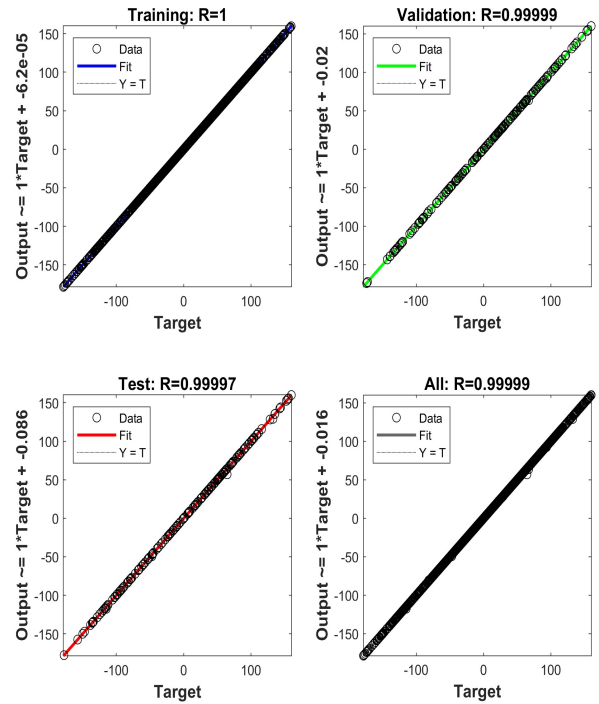 Training: R=1
Output ~= 1*Target + -6.2e-05
Data
Fit
Y = T
150
100
50
0
-50
-100
-150
-100 0 100
Target
Validation: R=0.99999
Output ~= 1*Target + -0.02
Data
Fit
Y = T
150
100
50
0
-50
-100
-150
-100 0 100
Target
Test: R=0.99997
Output ~= 1*Target + -0.086
Data
Fit
Y = T
150
100
50
0
-50
-100
-150
-100 0 100
Target
All: R=0.99999
Output ~= 1*Target + -0.016
Data
Fit
Y = T
150
100
50
0
-50
-100
-150
-100 0 100
Target